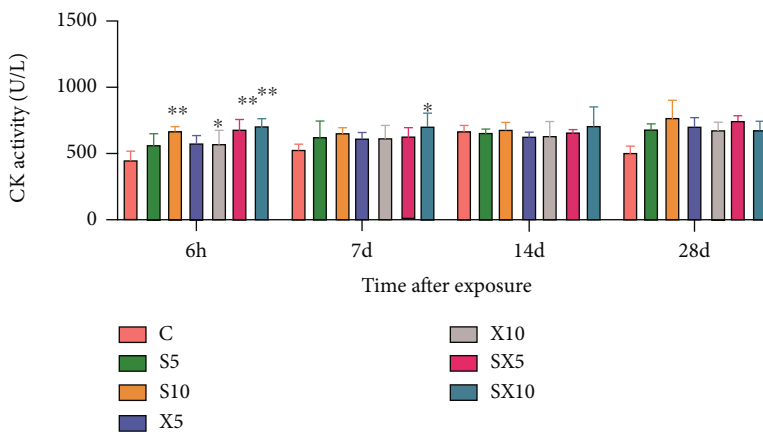 CK activity (U/L)
1500
1000
500
0
** * ** **
*
6h 7d 14d 28d
Time after exposure
C
S5
S10
X5
X10
SX5
SX10